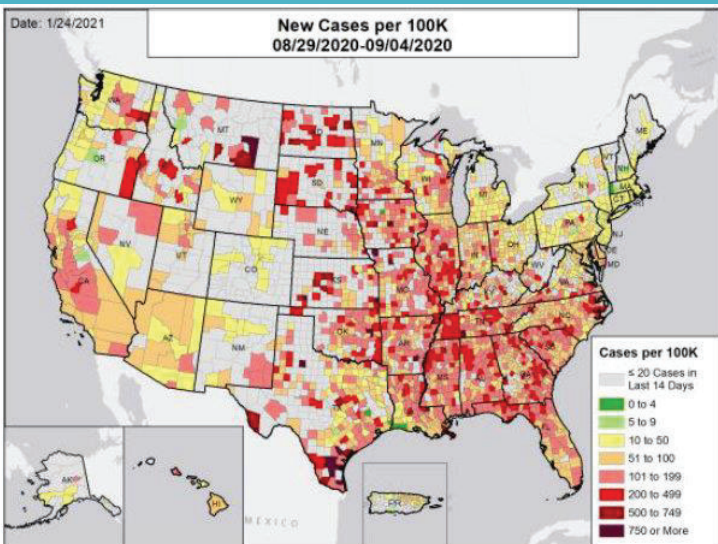 Date: 1/24/2021
New Cases per 100K
08/29/2020-09/04/2020
WA
MT
ND
MN
ME
OR
SD
WI
VT
NH
NY
MA
CT
RI
WY
MI
PA
NJ
NV
NE
OH
DE
UT
CO
WV
MD
CA
KS
MO
KY
VA
OK
TN
NC
AZ
NM
AR
SC
MS
AL
GA
TX
FL
AK
HI
PR
MEXICO
Cases per 100K
≤ 20 Cases in
Last 14 Days
0 to 4
5 to 9
10 to 50
51 to 100
101 to 199
200 to 499
500 to 749
750 or More